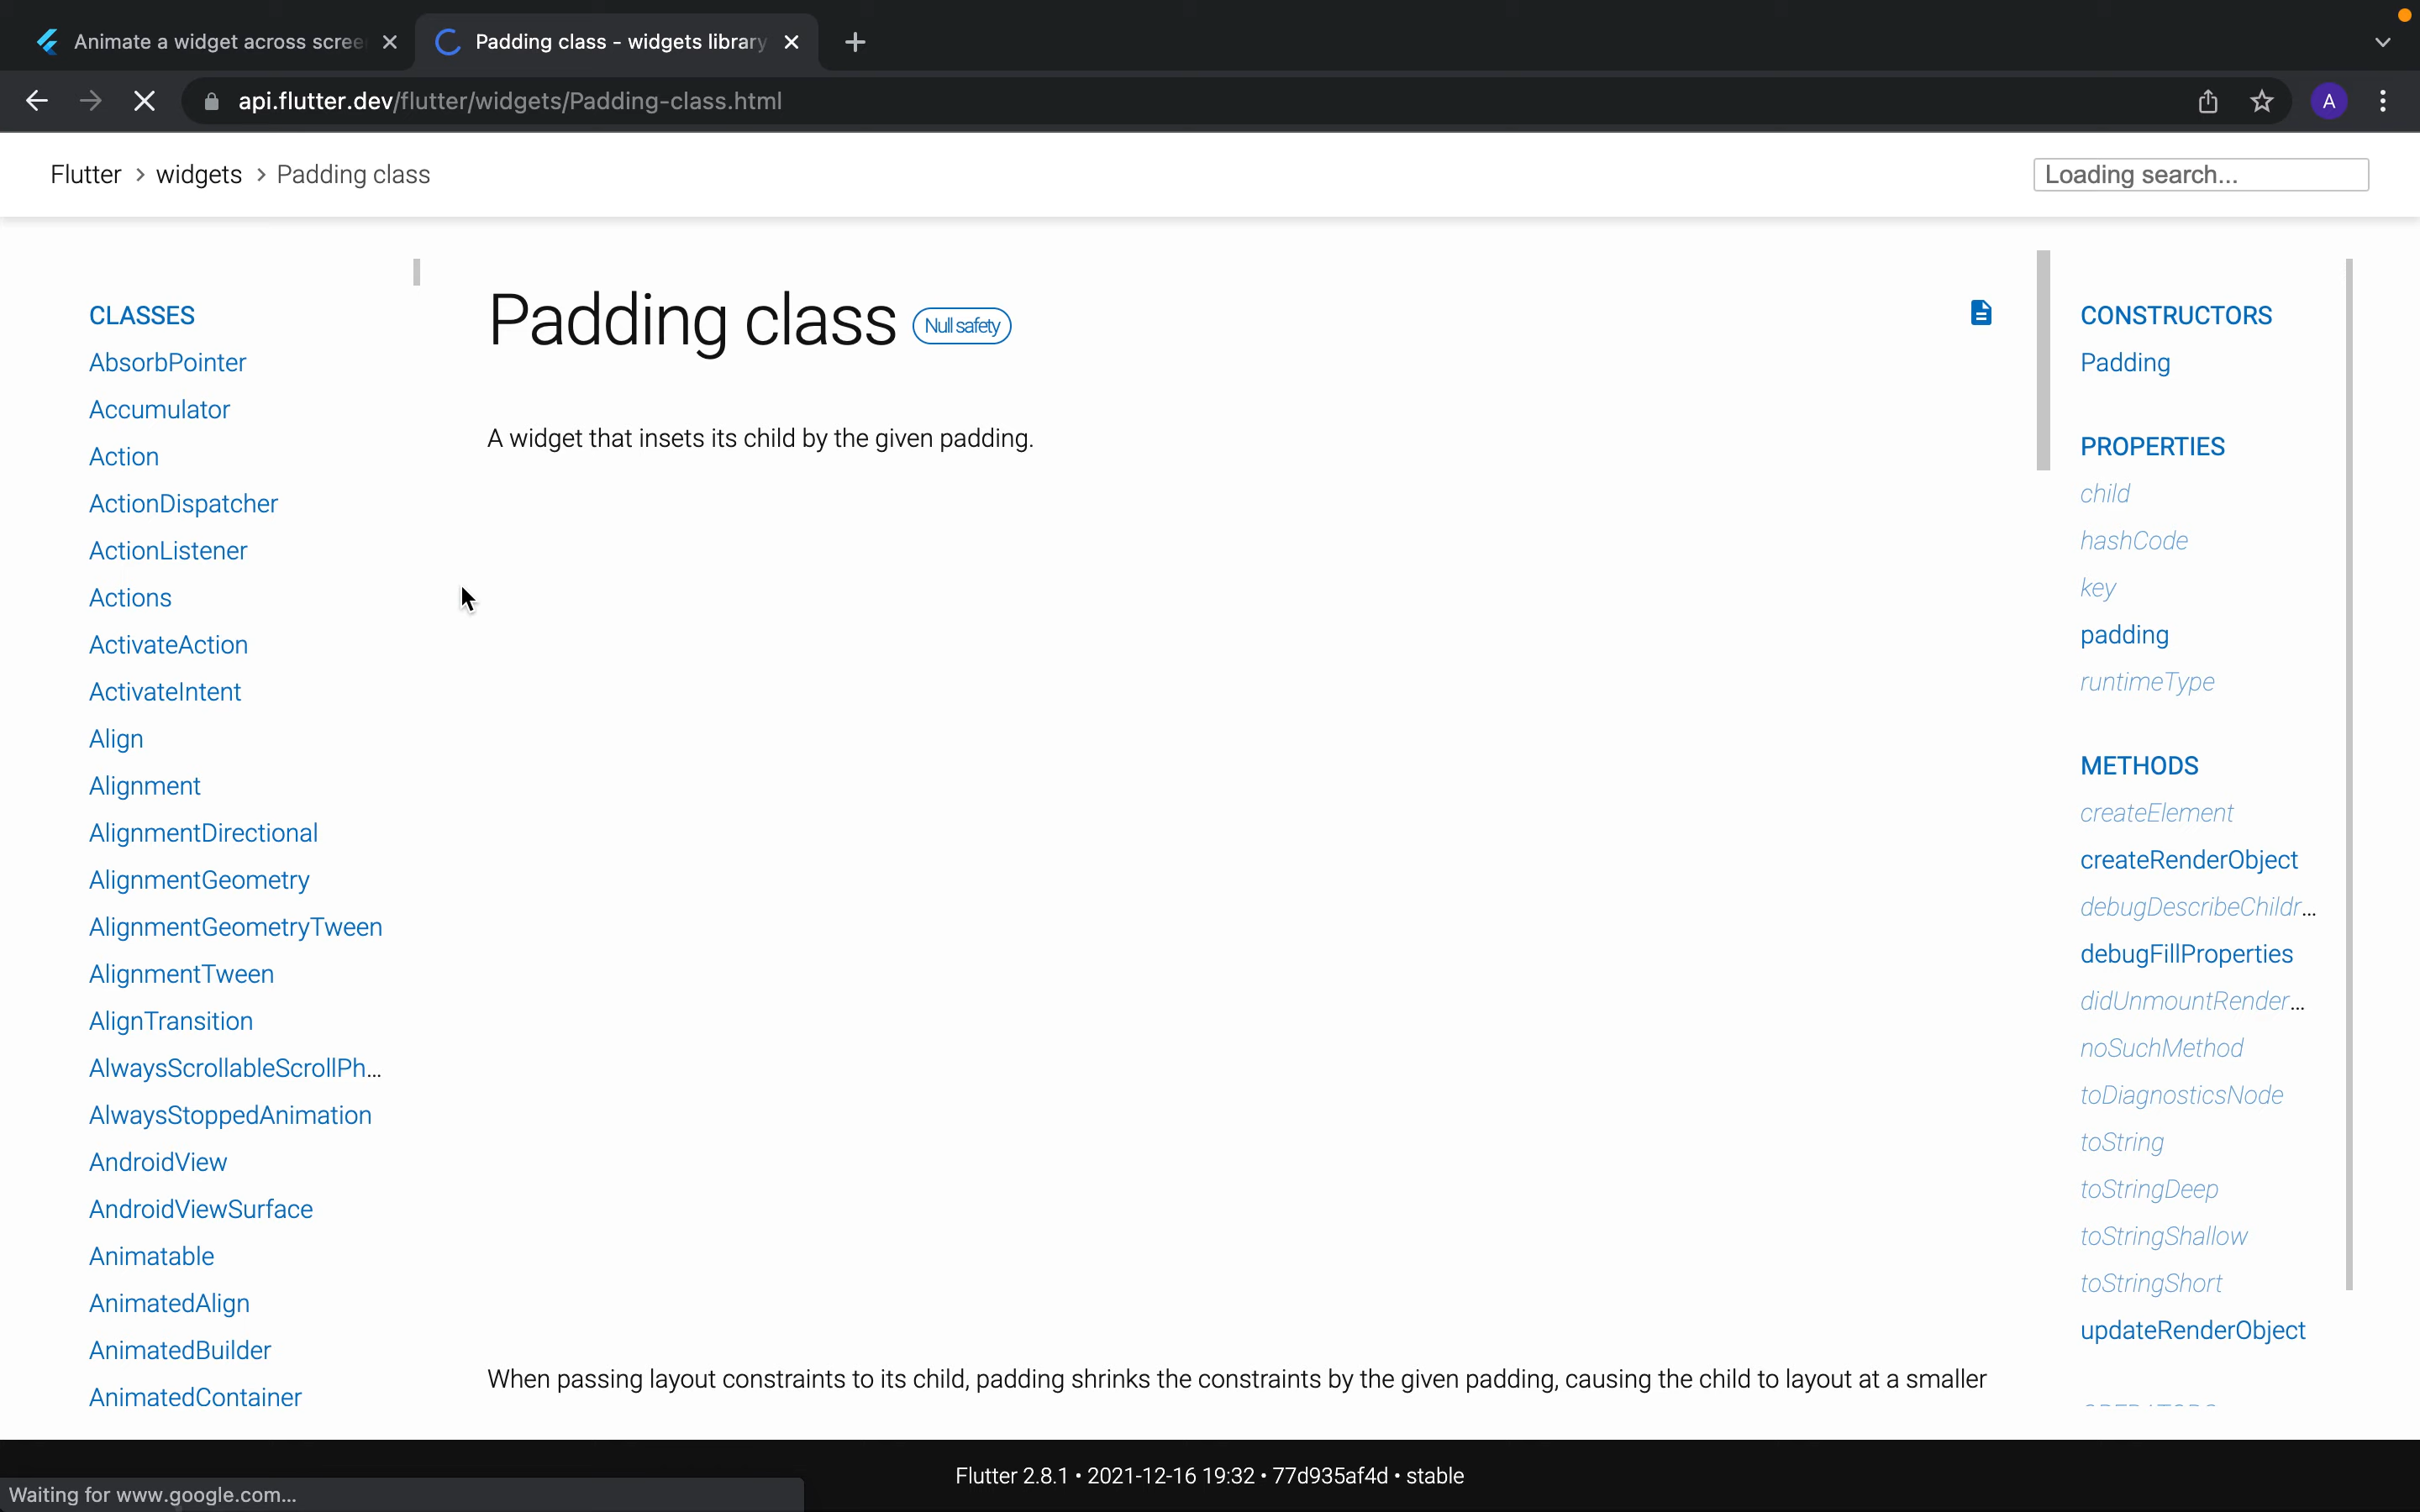 Animate a widget across scree
Padding class - widgets library
api.flutter.dev/flutter/widgets/Padding-class.html
A
Flutter > widgets > Padding class
Loading search...
CLASSES
AbsorbPointer
Accumulator
Action
ActionDispatcher
ActionListener
Actions
ActivateAction
ActivateIntent
Align
Alignment
AlignmentDirectional
AlignmentGeometry
AlignmentGeometryTween
AlignmentTween
AlignTransition
AlwaysScrollableScrollPh...
AlwaysStoppedAnimation
AndroidView
AndroidViewSurface
Animatable
AnimatedAlign
AnimatedBuilder
AnimatedContainer
Padding class Null safety
A widget that insets its child by the given padding.
When passing layout constraints to its child, padding shrinks the constraints by the given padding, causing the child to layout at a smaller
CONSTRUCTORS
Padding
PROPERTIES
child
hashCode
key
padding
runtimeType
METHODS
createElement
createRenderObject
debugDescribeChildr...
debugFillProperties
didUnmountRender...
noSuchMethod
toDiagnosticsNode
toString
toStringDeep
toStringShallow
toStringShort
updateRenderObject
Flutter 2.8.1 • 2021-12-16 19:32 • 77d935af4d • stable
Waiting for www.google.com...